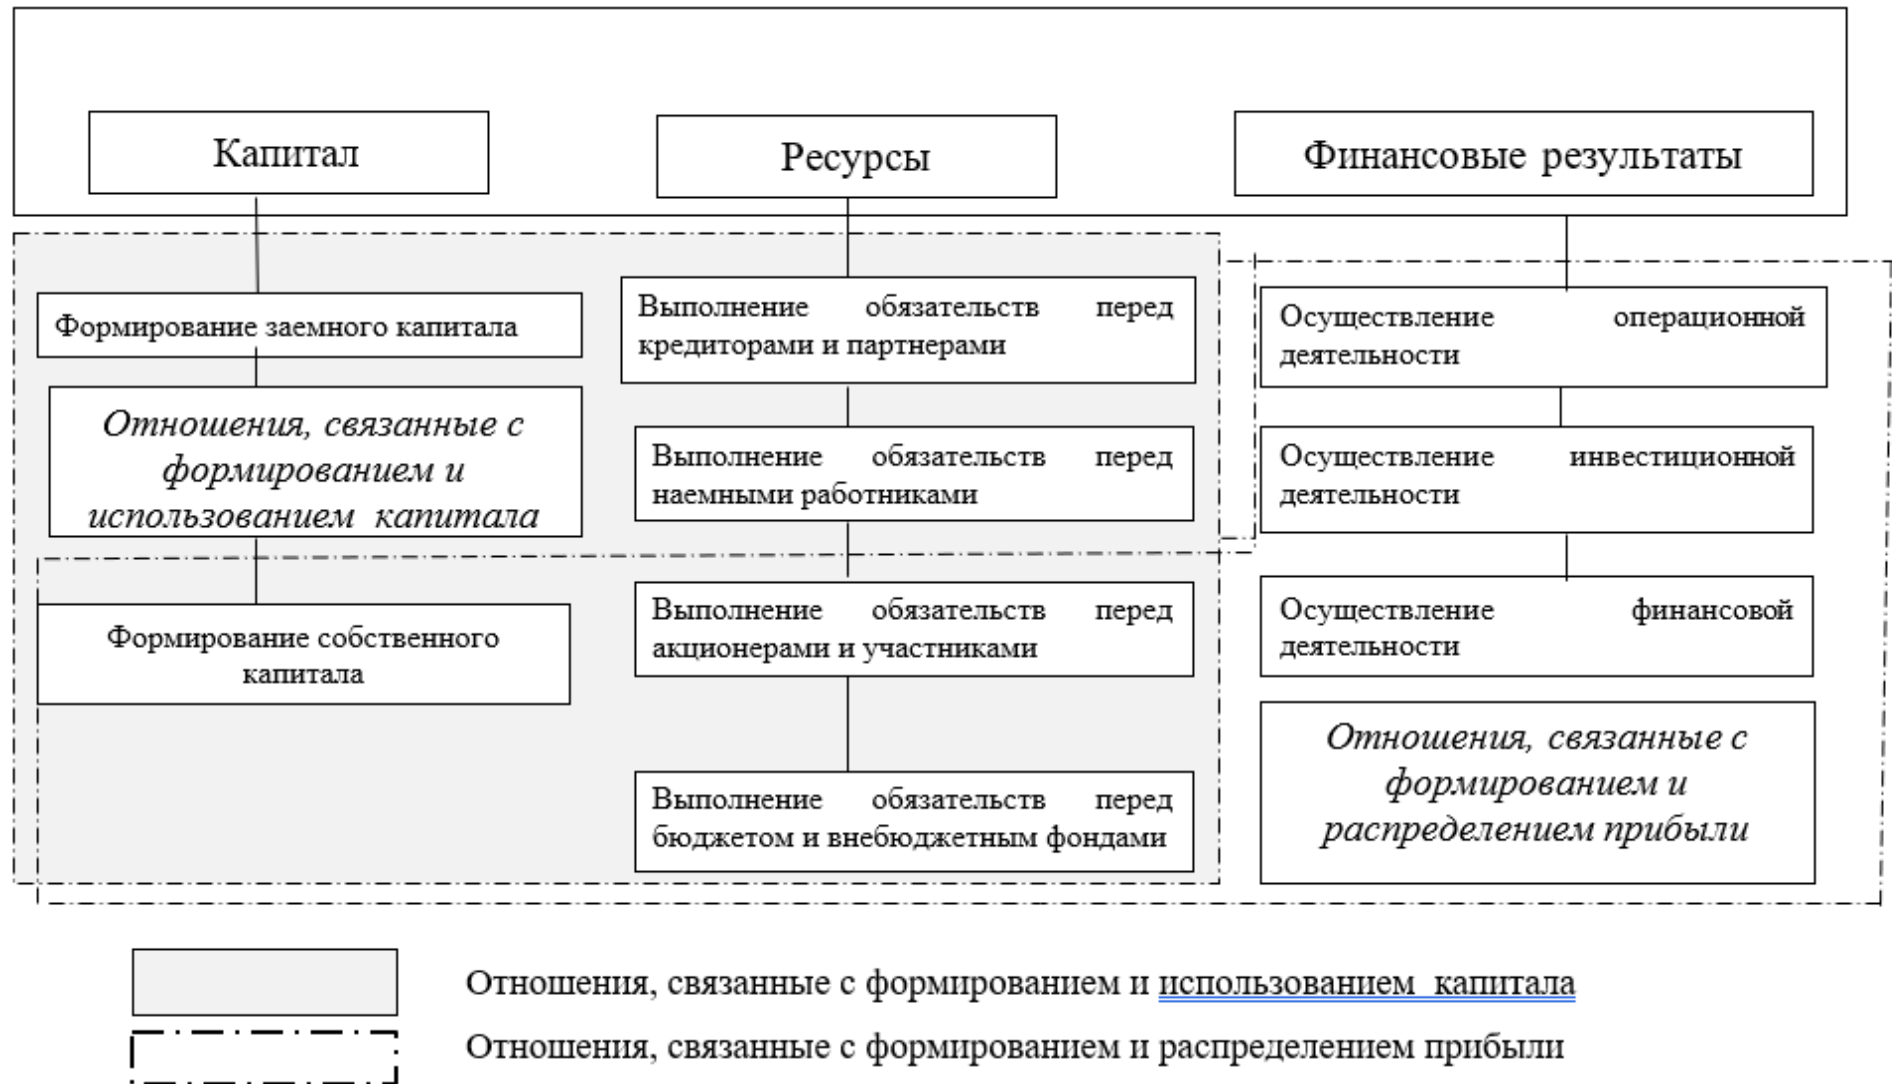 Капитал
Ресурсы
Финансовые результаты
Формирование заемного капитала
Отношения, связанные с
формированием и
использованием капитала
Формирование собственного
капитала
Выполнение обязательств перед
кредиторами и партнерами
Выполнение обязательств перед
наемными работниками
Выполнение обязательств перед
акционерами и участниками
Выполнение обязательств перед
бюджетом и внебюджетным фондами
Осуществление операционной
деятельности
Осуществление инвестиционной
деятельности
Осуществление финансовой
деятельности
Отношения, связанные с
формированием и
распределением прибыли
Отношения, связанные с формированием и использованием капитала
Отношения, связанные с формированием и распределением прибыли